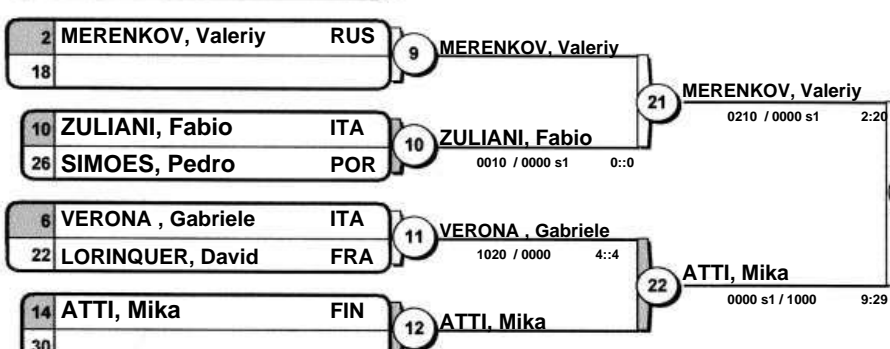 2 MERENKOV, Valeriy RUS
18
9
MERENKOV, Valeriy
10 ZULIANI, Fabio ITA
26 SIMOES, Pedro POR
10
ZULIANI, Fabio
0010 / 0000 s1 0::0
21
MERENKOV, Valeriy
0210 / 0000 s1 2:20
6 VERONA , Gabriele ITA
22 LORINQUER, David FRA
11
VERONA , Gabriele
1020 / 0000 4::4
14 ATTI, Mika FIN
30
12
ATTI, Mika
22
ATTI, Mika
0000 s1 / 1000 9:29